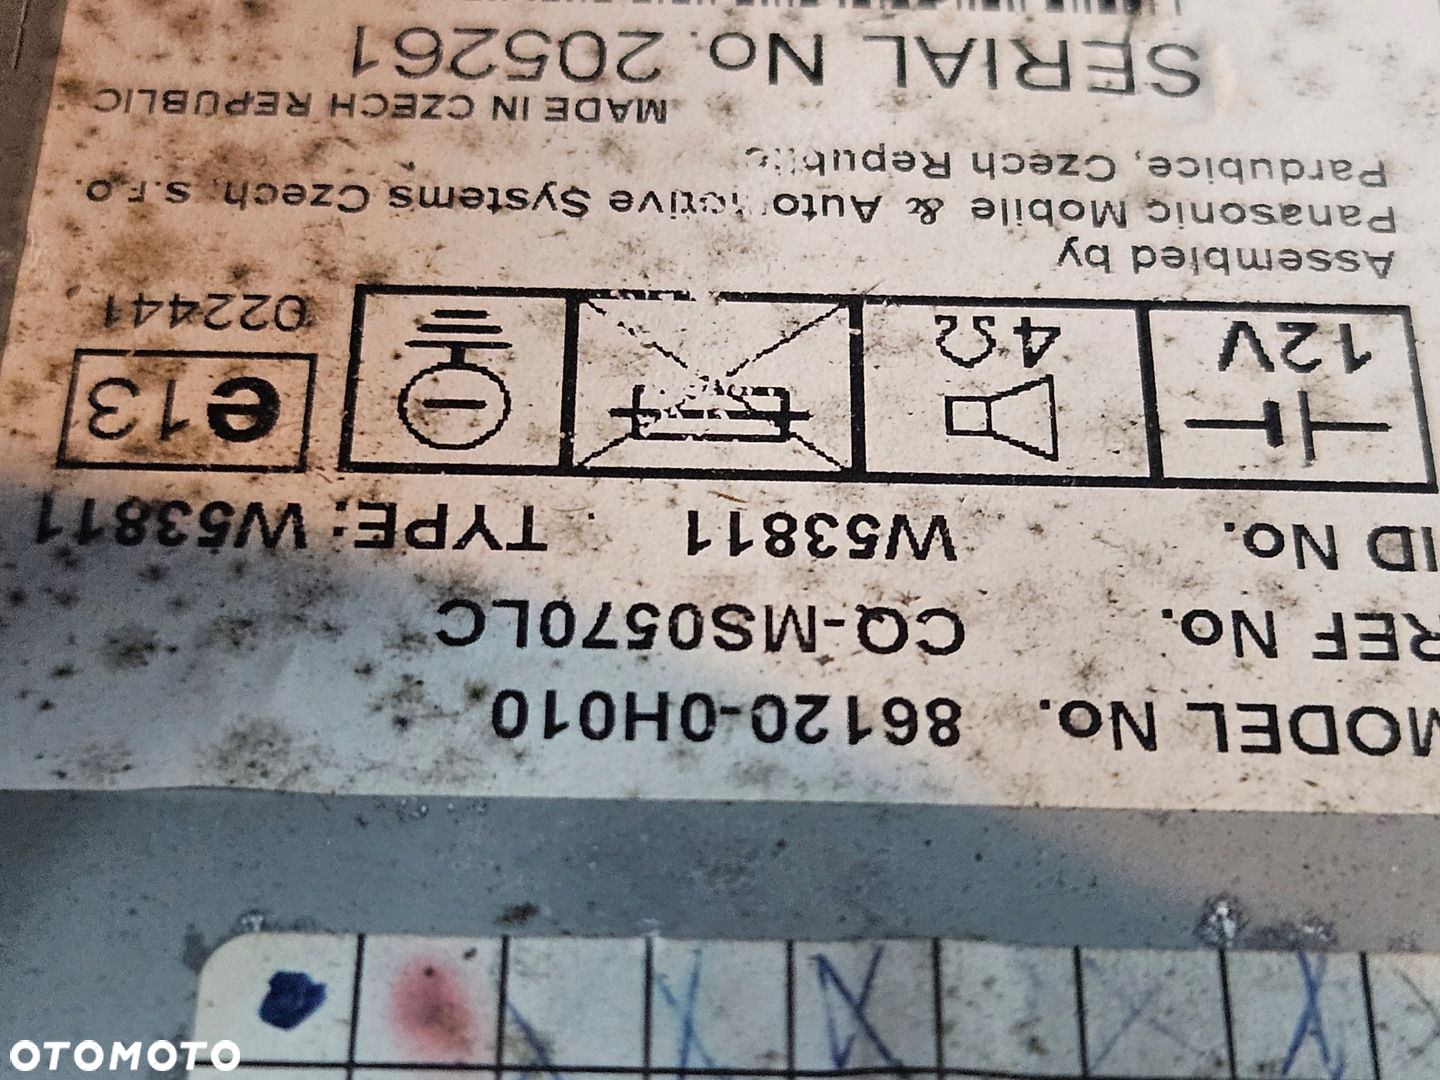 MODEL No. 86120-0H010
REF No. CQ-MS0570LC
ID No. W53811 TYPE: W53811
12V 4Ω e13
022441
Assembled by
Panasonic Mobile & Automotive Systems Czech, s.r.o.
Pardubice, Czech Republic
MADE IN CZECH REPUBLIC
SERIAL No. 205261
OTOMOTO